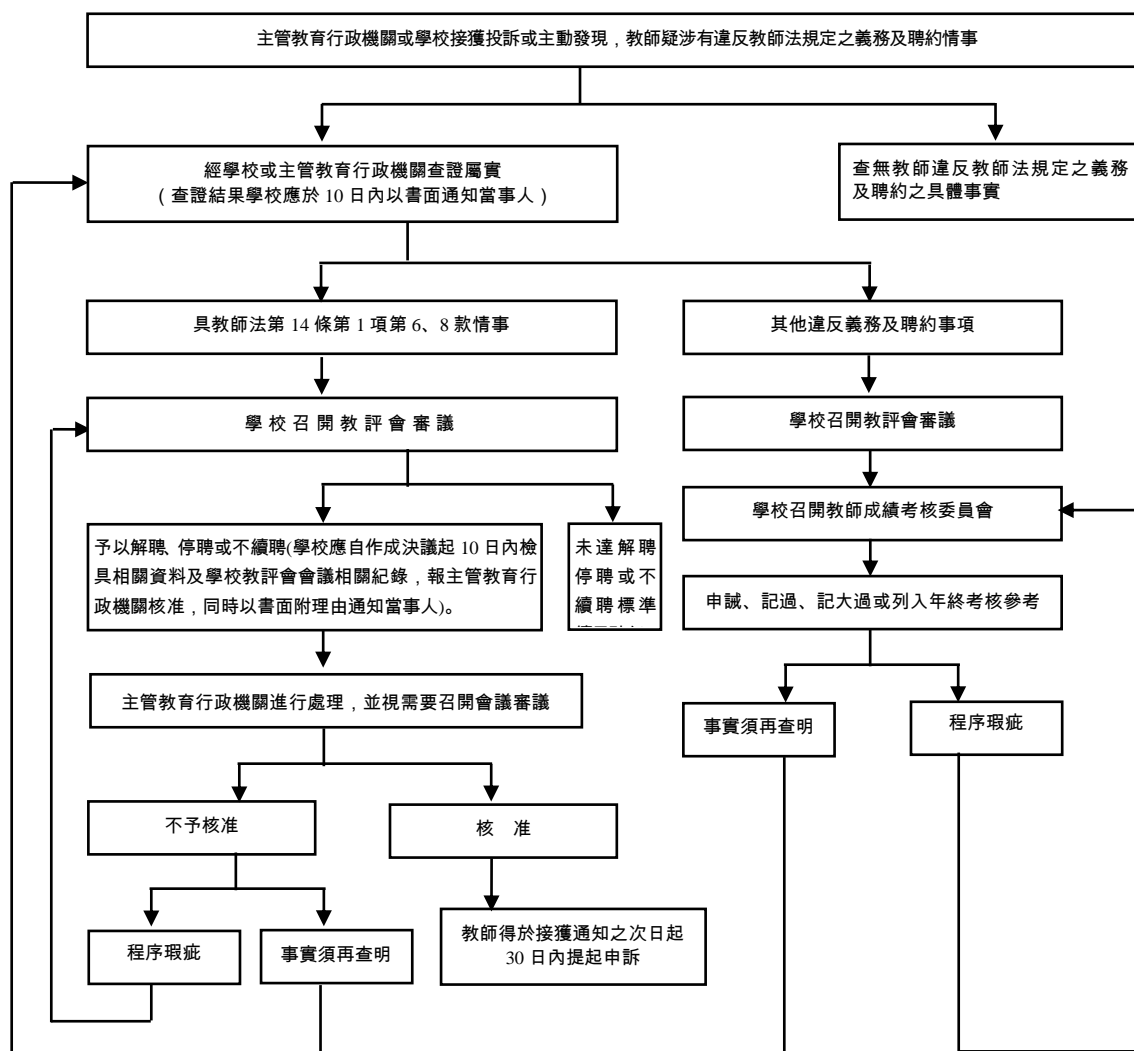 主管教育行政機關或學校接獲投訴或主動發現，教師疑涉有違反教師法規定之義務及聘約情事
經學校或主管教育行政機關查證屬實
（查證結果學校應於 10 日內以書面通知當事人）
查無教師違反教師法規定之義務
及聘約之具體事實
具教師法第 14 條第 1 項第 6、8 款情事
其他違反義務及聘約事項
學校召開教評會審議
學校召開教評會審議
學校召開教師成績考核委員會
予以解聘、停聘或不續聘(學校應自作成決議起 10 日內檢
具相關資料及學校教評會會議相關紀錄，報主管教育行
政機關核准，同時以書面附理由通知當事人)。
未達解聘
停聘或不
續聘標準
申誡、記過、記大過或列入年終考核參考
主管教育行政機關進行處理，並視需要召開會議審議
事實須再查明
程序瑕疵
不予核准
核　准
程序瑕疵
事實須再查明
教師得於接獲通知之次日起
30 日內提起申訴